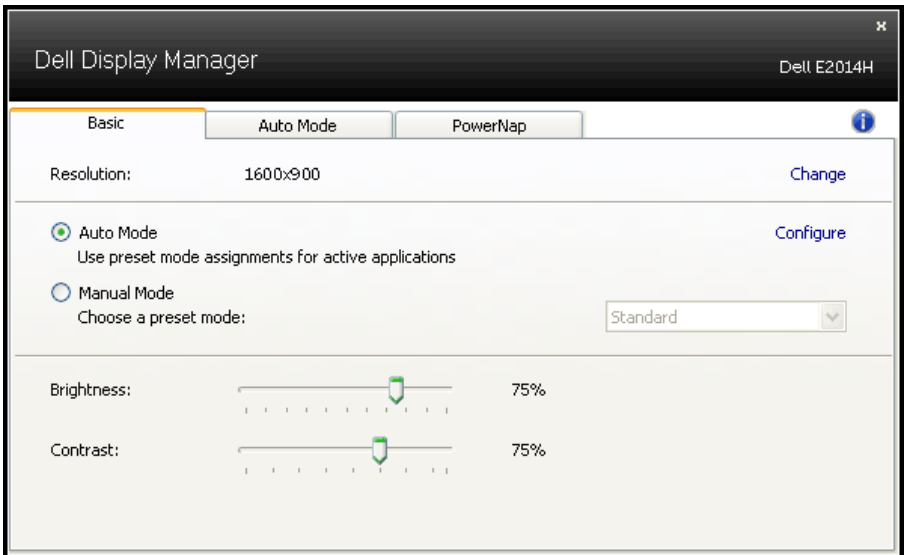 x
Dell Display Manager
Dell E2014H
Basic Auto Mode PowerNap i
Resolution: 1600x900 Change
Auto Mode Configure
Use preset mode assignments for active applications
Manual Mode
Choose a preset mode: Standard
Brightness: 75%
Contrast: 75%